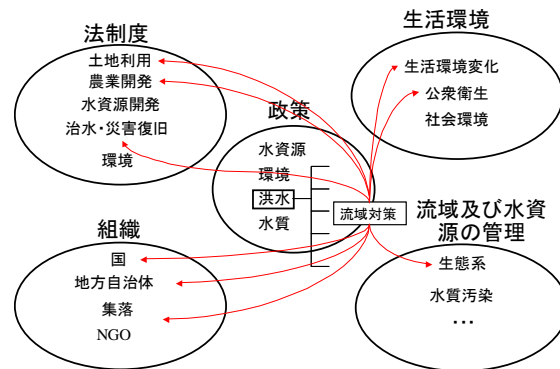 法制度
土地利用
農業開発
水資源開発
治水・災害復旧
環境
政策
水資源
環境
洪水
水質
流域対策
生活環境
生活環境変化
公衆衛生
社会環境
組織
国
地方自治体
集落
NGO
流域及び水資
源の管理
生態系
水質汚染
…